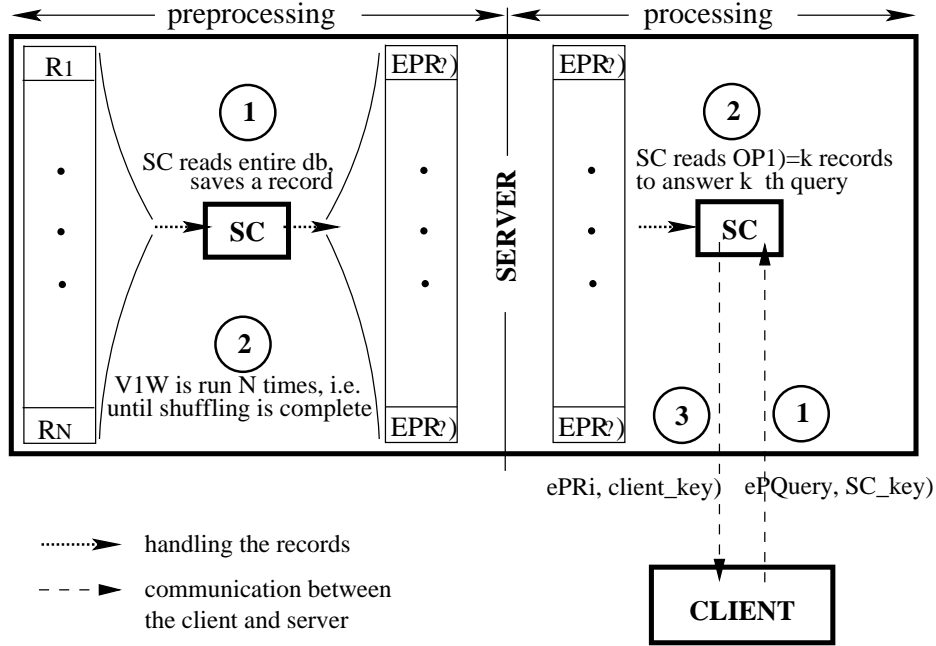 preprocessing
processing
R1
EPR?)
EPR?)
1
2
SC reads entire db,
saves a record
SC reads OP1)=k records
to answer k th query
SC
SERVER
SC
2
V1W is run N times, i.e.
until shuffling is complete
RN
EPR?)
EPR?)
3
1
ePRi, client_key)
ePQuery, SC_key)
handling the records
communication between
the client and server
CLIENT